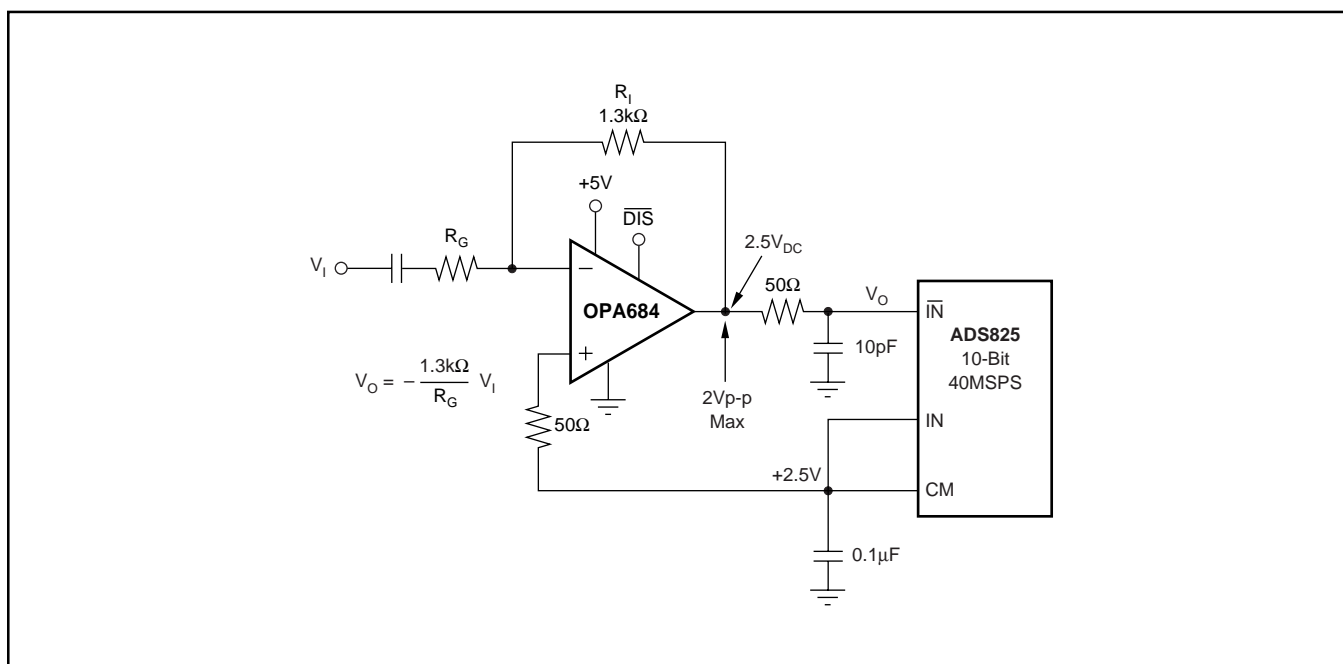 R_I
1.3kΩ
+5V
DIS
R_G
V_I
2.5V_DC
50Ω
V_O
OPA684
−
+
IN
ADS825
10-Bit
40MSPS
10pF
V_O = − 1.3kΩ / R_G V_I
2Vp-p
Max
50Ω
IN
+2.5V
CM
0.1µF